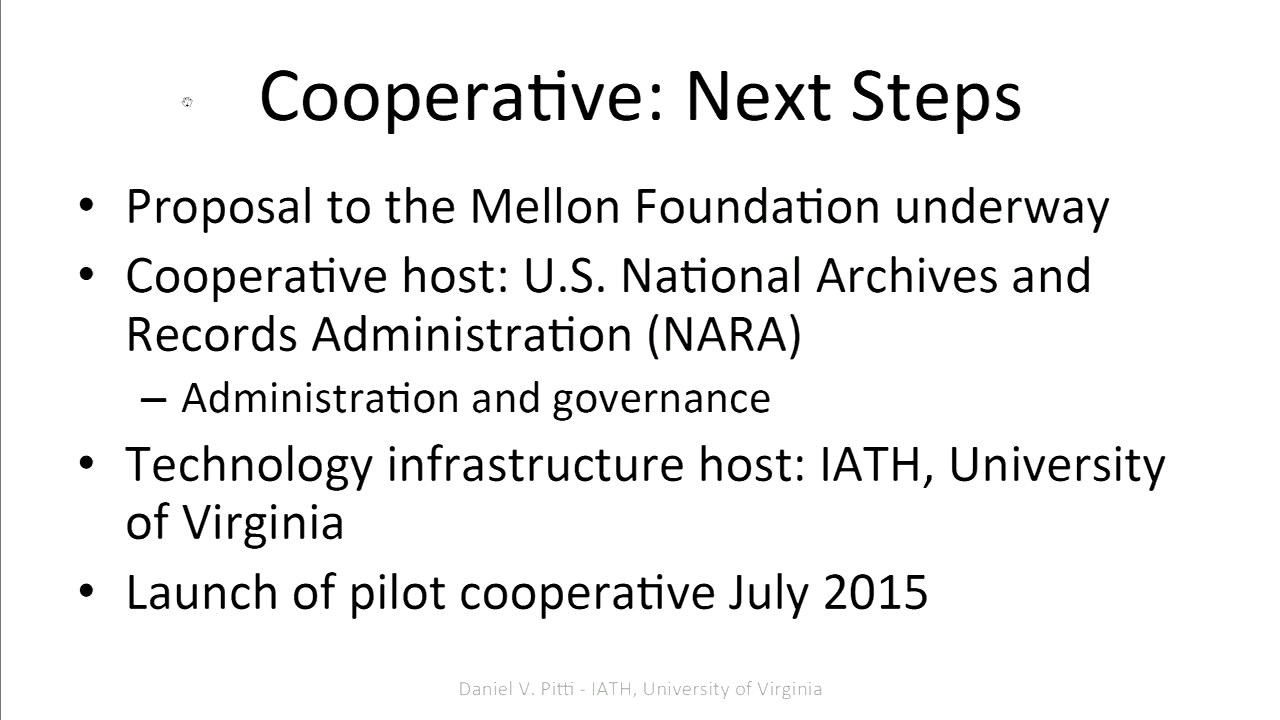 Cooperative: Next Steps
• Proposal to the Mellon Foundation underway
• Cooperative host: U.S. National Archives and
Records Administration (NARA)
– Administration and governance
• Technology infrastructure host: IATH, University
of Virginia
• Launch of pilot cooperative July 2015
Daniel V. Pitti - IATH, University of Virginia